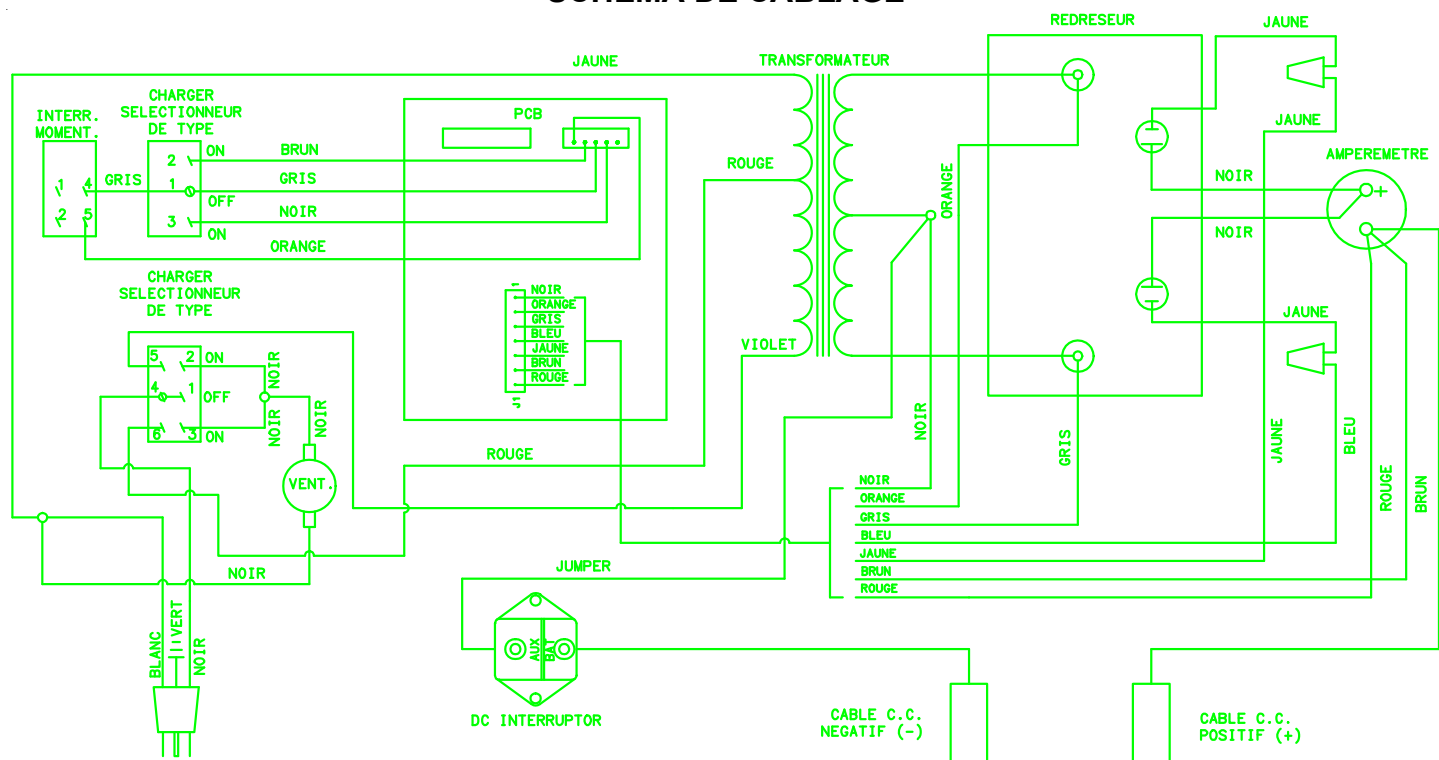 SCHEMA DE CABLAGE
REDRESEUR
JAUNE
JAUNE
TRANSFORMATEUR
CHARGER
SELECTIONNEUR
DE TYPE
INTERR.
MOMENT.
PCB
JAUNE
AMPEREMETRE
2
ON
BRUN
ROUGE
ORANGE
1
4
GRIS
1
GRIS
NOIR
+
OFF
2
5
3
NOIR
ON
NOIR
ORANGE
CHARGER
SELECTIONNEUR
DE TYPE
1
NOIR
ORANGE
GRIS
BLEU
JAUNE
BRUN
ROUGE
J1
JAUNE
VIOLET
5
2
ON
NOIR
4
1
OFF
6
3
ON
NOIR
NOIR
NOIR
GRIS
JAUNE
BLEU
ROUGE
BRUN
ROUGE
VENT.
NOIR
ORANGE
GRIS
BLEU
JAUNE
BRUN
ROUGE
NOIR
JUMPER
BLANC
VERT
NOIR
AUX
BAT
DC INTERRUPTOR
CABLE C.C.
NEGATIF (-)
CABLE C.C.
POSITIF (+)